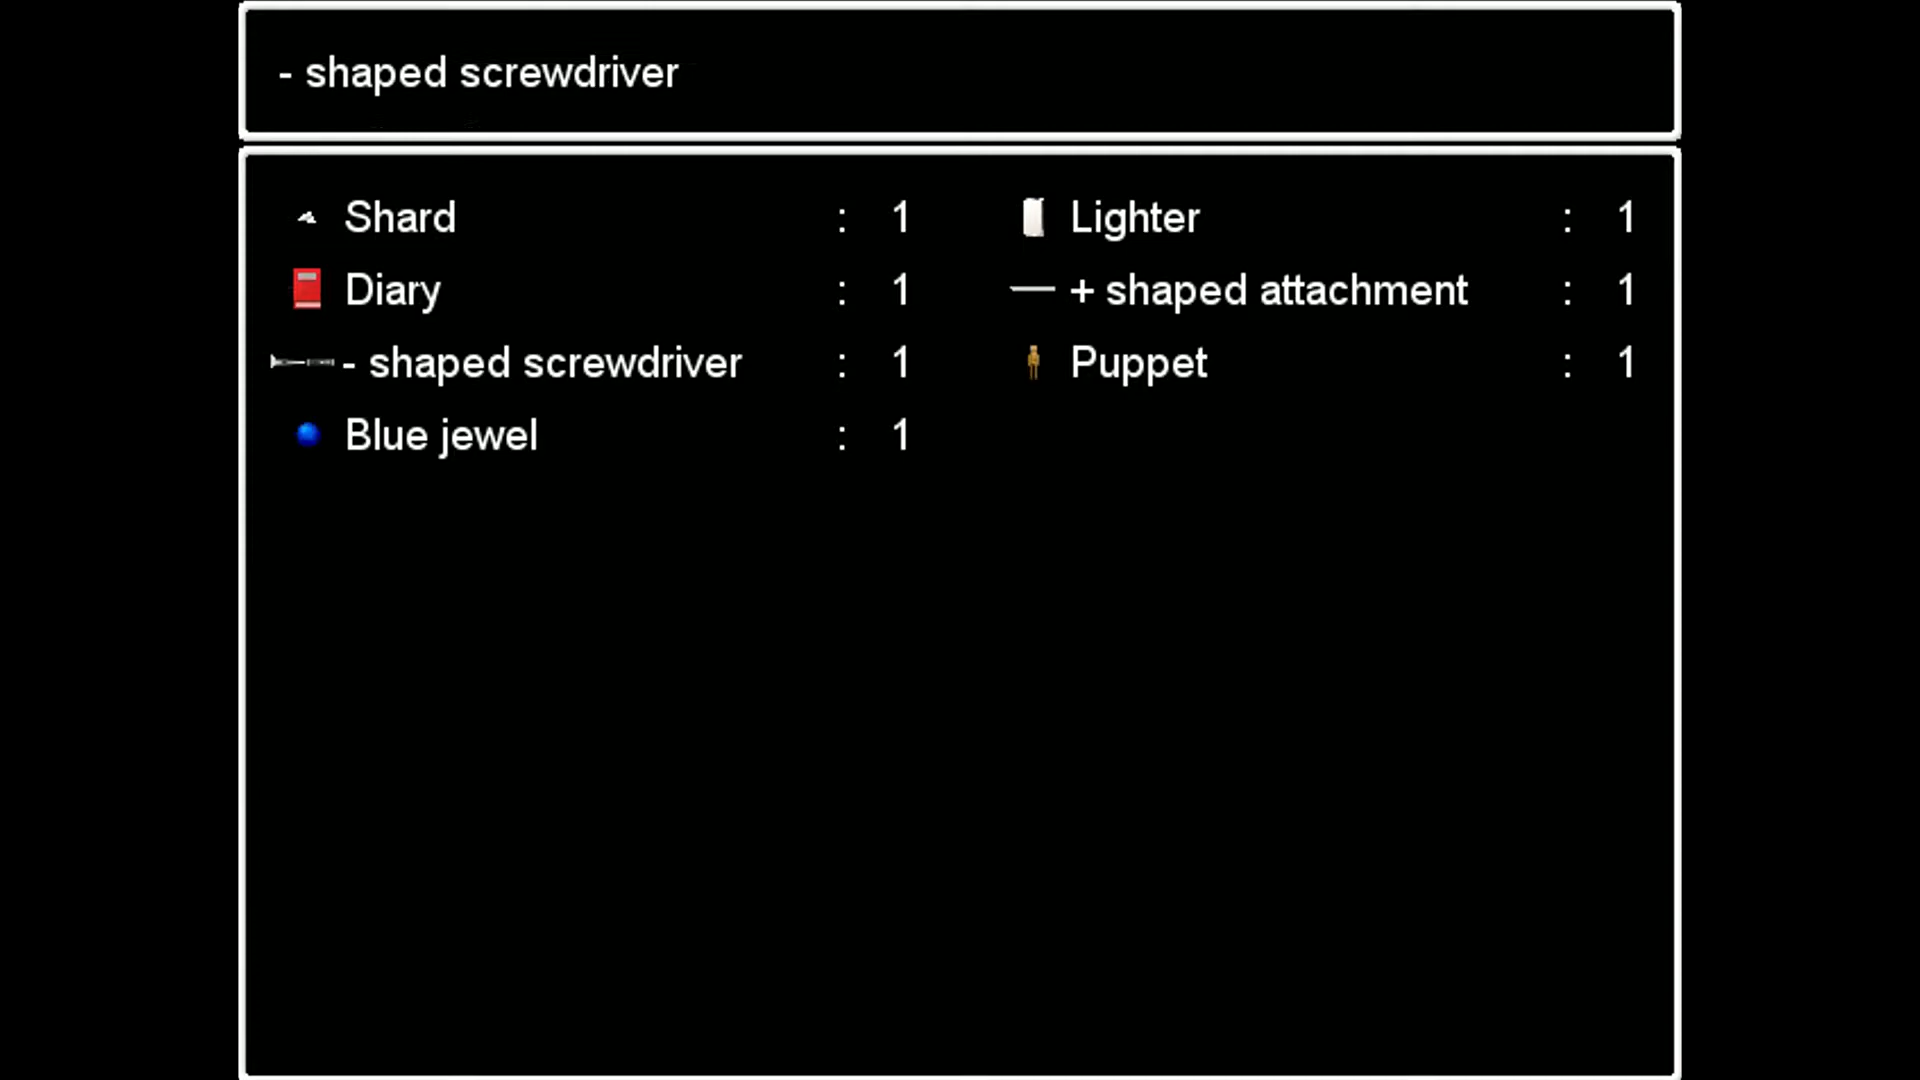 - shaped screwdriver
Shard : 1 Lighter : 1
Diary : 1 + shaped attachment : 1
- shaped screwdriver : 1 Puppet : 1
Blue jewel : 1